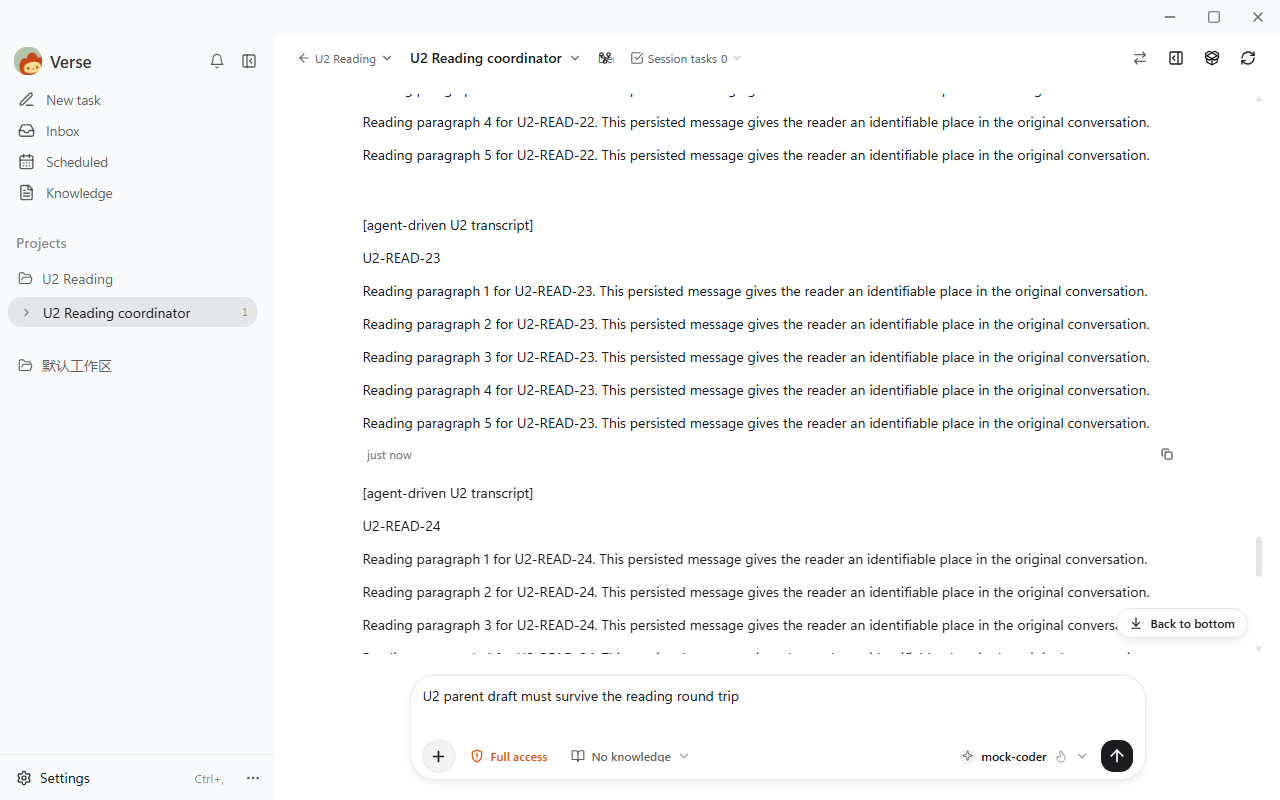 Verse
New task
Inbox
Scheduled
Knowledge
Projects
U2 Reading
U2 Reading coordinator 1
默认工作区
Settings Ctrl+,
U2 Reading
U2 Reading coordinator
Session tasks 0
Reading paragraph 4 for U2-READ-22. This persisted message gives the reader an identifiable place in the original conversation.
Reading paragraph 5 for U2-READ-22. This persisted message gives the reader an identifiable place in the original conversation.
[agent-driven U2 transcript]
U2-READ-23
Reading paragraph 1 for U2-READ-23. This persisted message gives the reader an identifiable place in the original conversation.
Reading paragraph 2 for U2-READ-23. This persisted message gives the reader an identifiable place in the original conversation.
Reading paragraph 3 for U2-READ-23. This persisted message gives the reader an identifiable place in the original conversation.
Reading paragraph 4 for U2-READ-23. This persisted message gives the reader an identifiable place in the original conversation.
Reading paragraph 5 for U2-READ-23. This persisted message gives the reader an identifiable place in the original conversation.
just now
[agent-driven U2 transcript]
U2-READ-24
Reading paragraph 1 for U2-READ-24. This persisted message gives the reader an identifiable place in the original conversation.
Reading paragraph 2 for U2-READ-24. This persisted message gives the reader an identifiable place in the original conversation.
Reading paragraph 3 for U2-READ-24. This persisted message gives the reader an identifiable place in the original
Back to bottom
U2 parent draft must survive the reading round trip
Full access
No knowledge
mock-coder